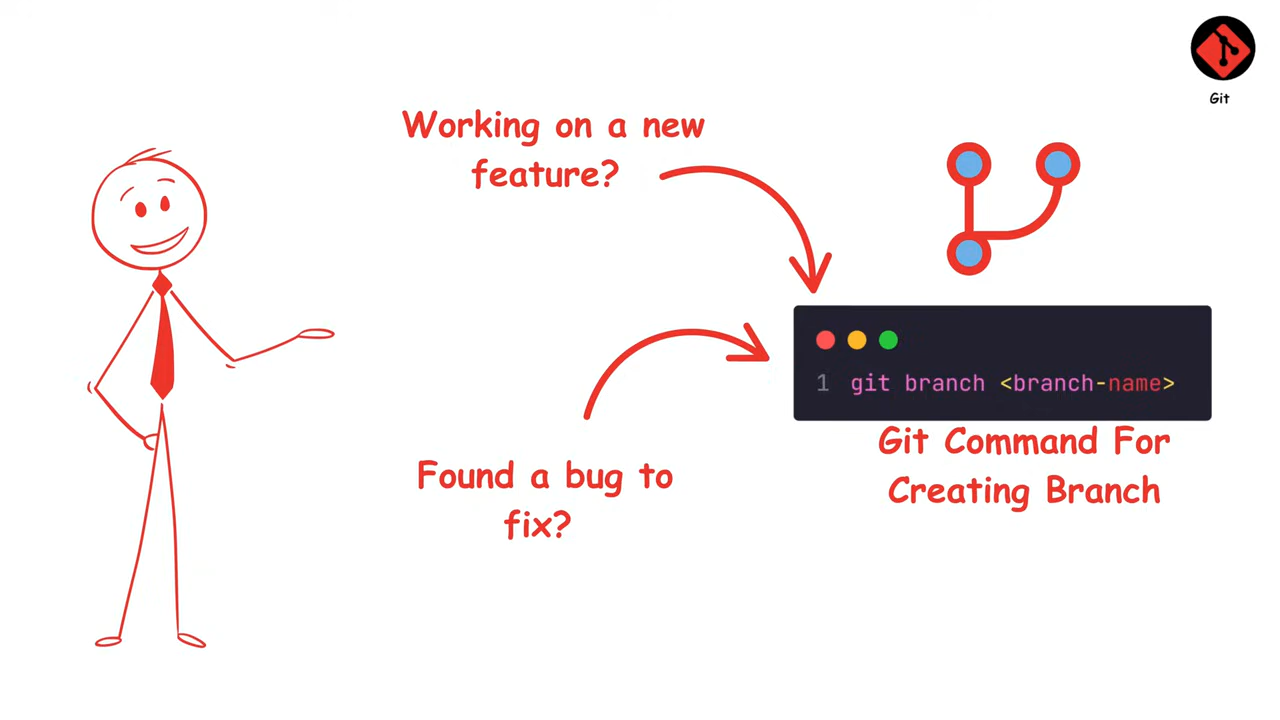 Git
Working on a new
feature?
1 git branch <branch-name>
Git Command For
Creating Branch
Found a bug to
fix?